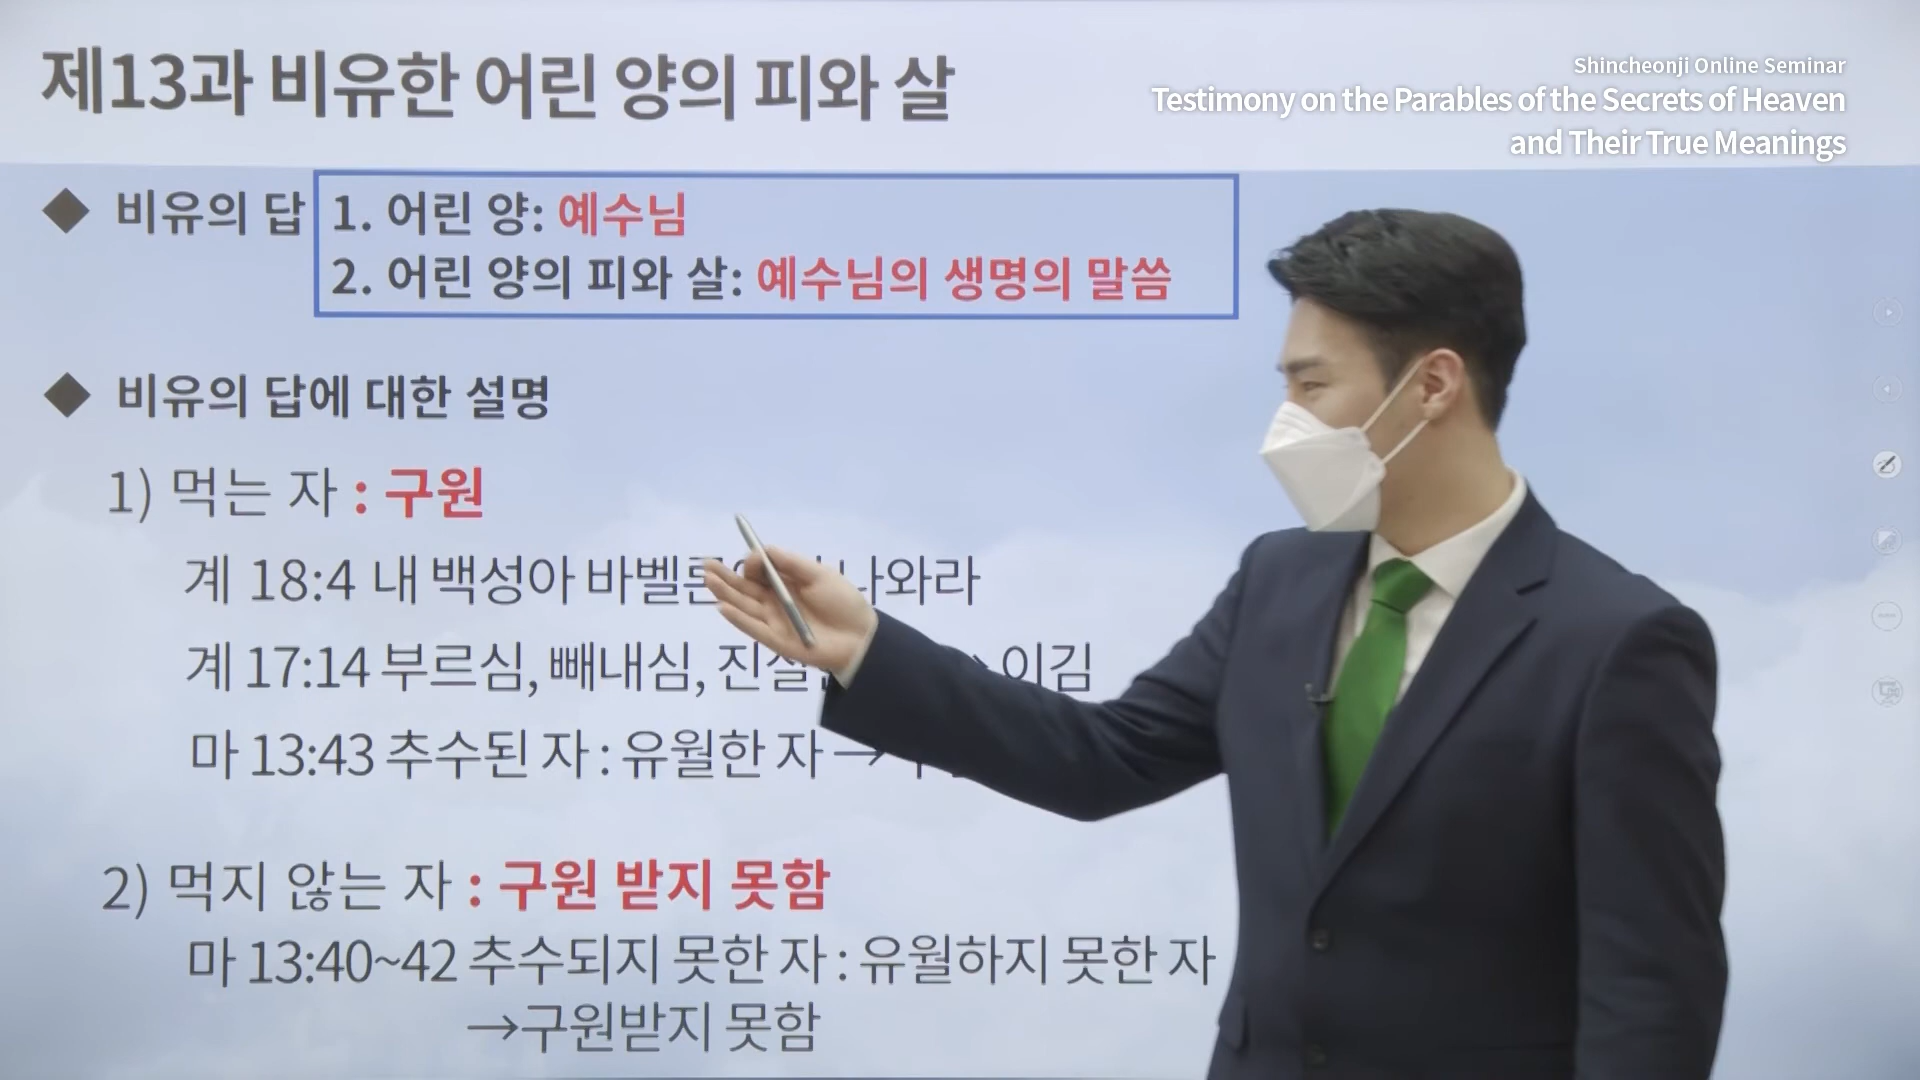 제13과 비유한 어린 양의 피와 살
Shincheonji Online Seminar
Testimony on the Parables of the Secrets of Heaven
and Their True Meanings
◆ 비유의 답
1. 어린 양: 예수님
2. 어린 양의 피와 살: 예수님의 생명의 말씀
◆ 비유의 답에 대한 설명
1) 먹는 자 : 구원
계 18:4 내 백성아 나와라
계 17:14 부르심, 빼내심, 이김
마 13:43 추수된 자 : 유월한 자 →
2) 먹지 않는 자 : 구원 받지 못함
마 13:40~42 추수되지 못한 자 : 유월하지 못한 자
→구원받지 못함